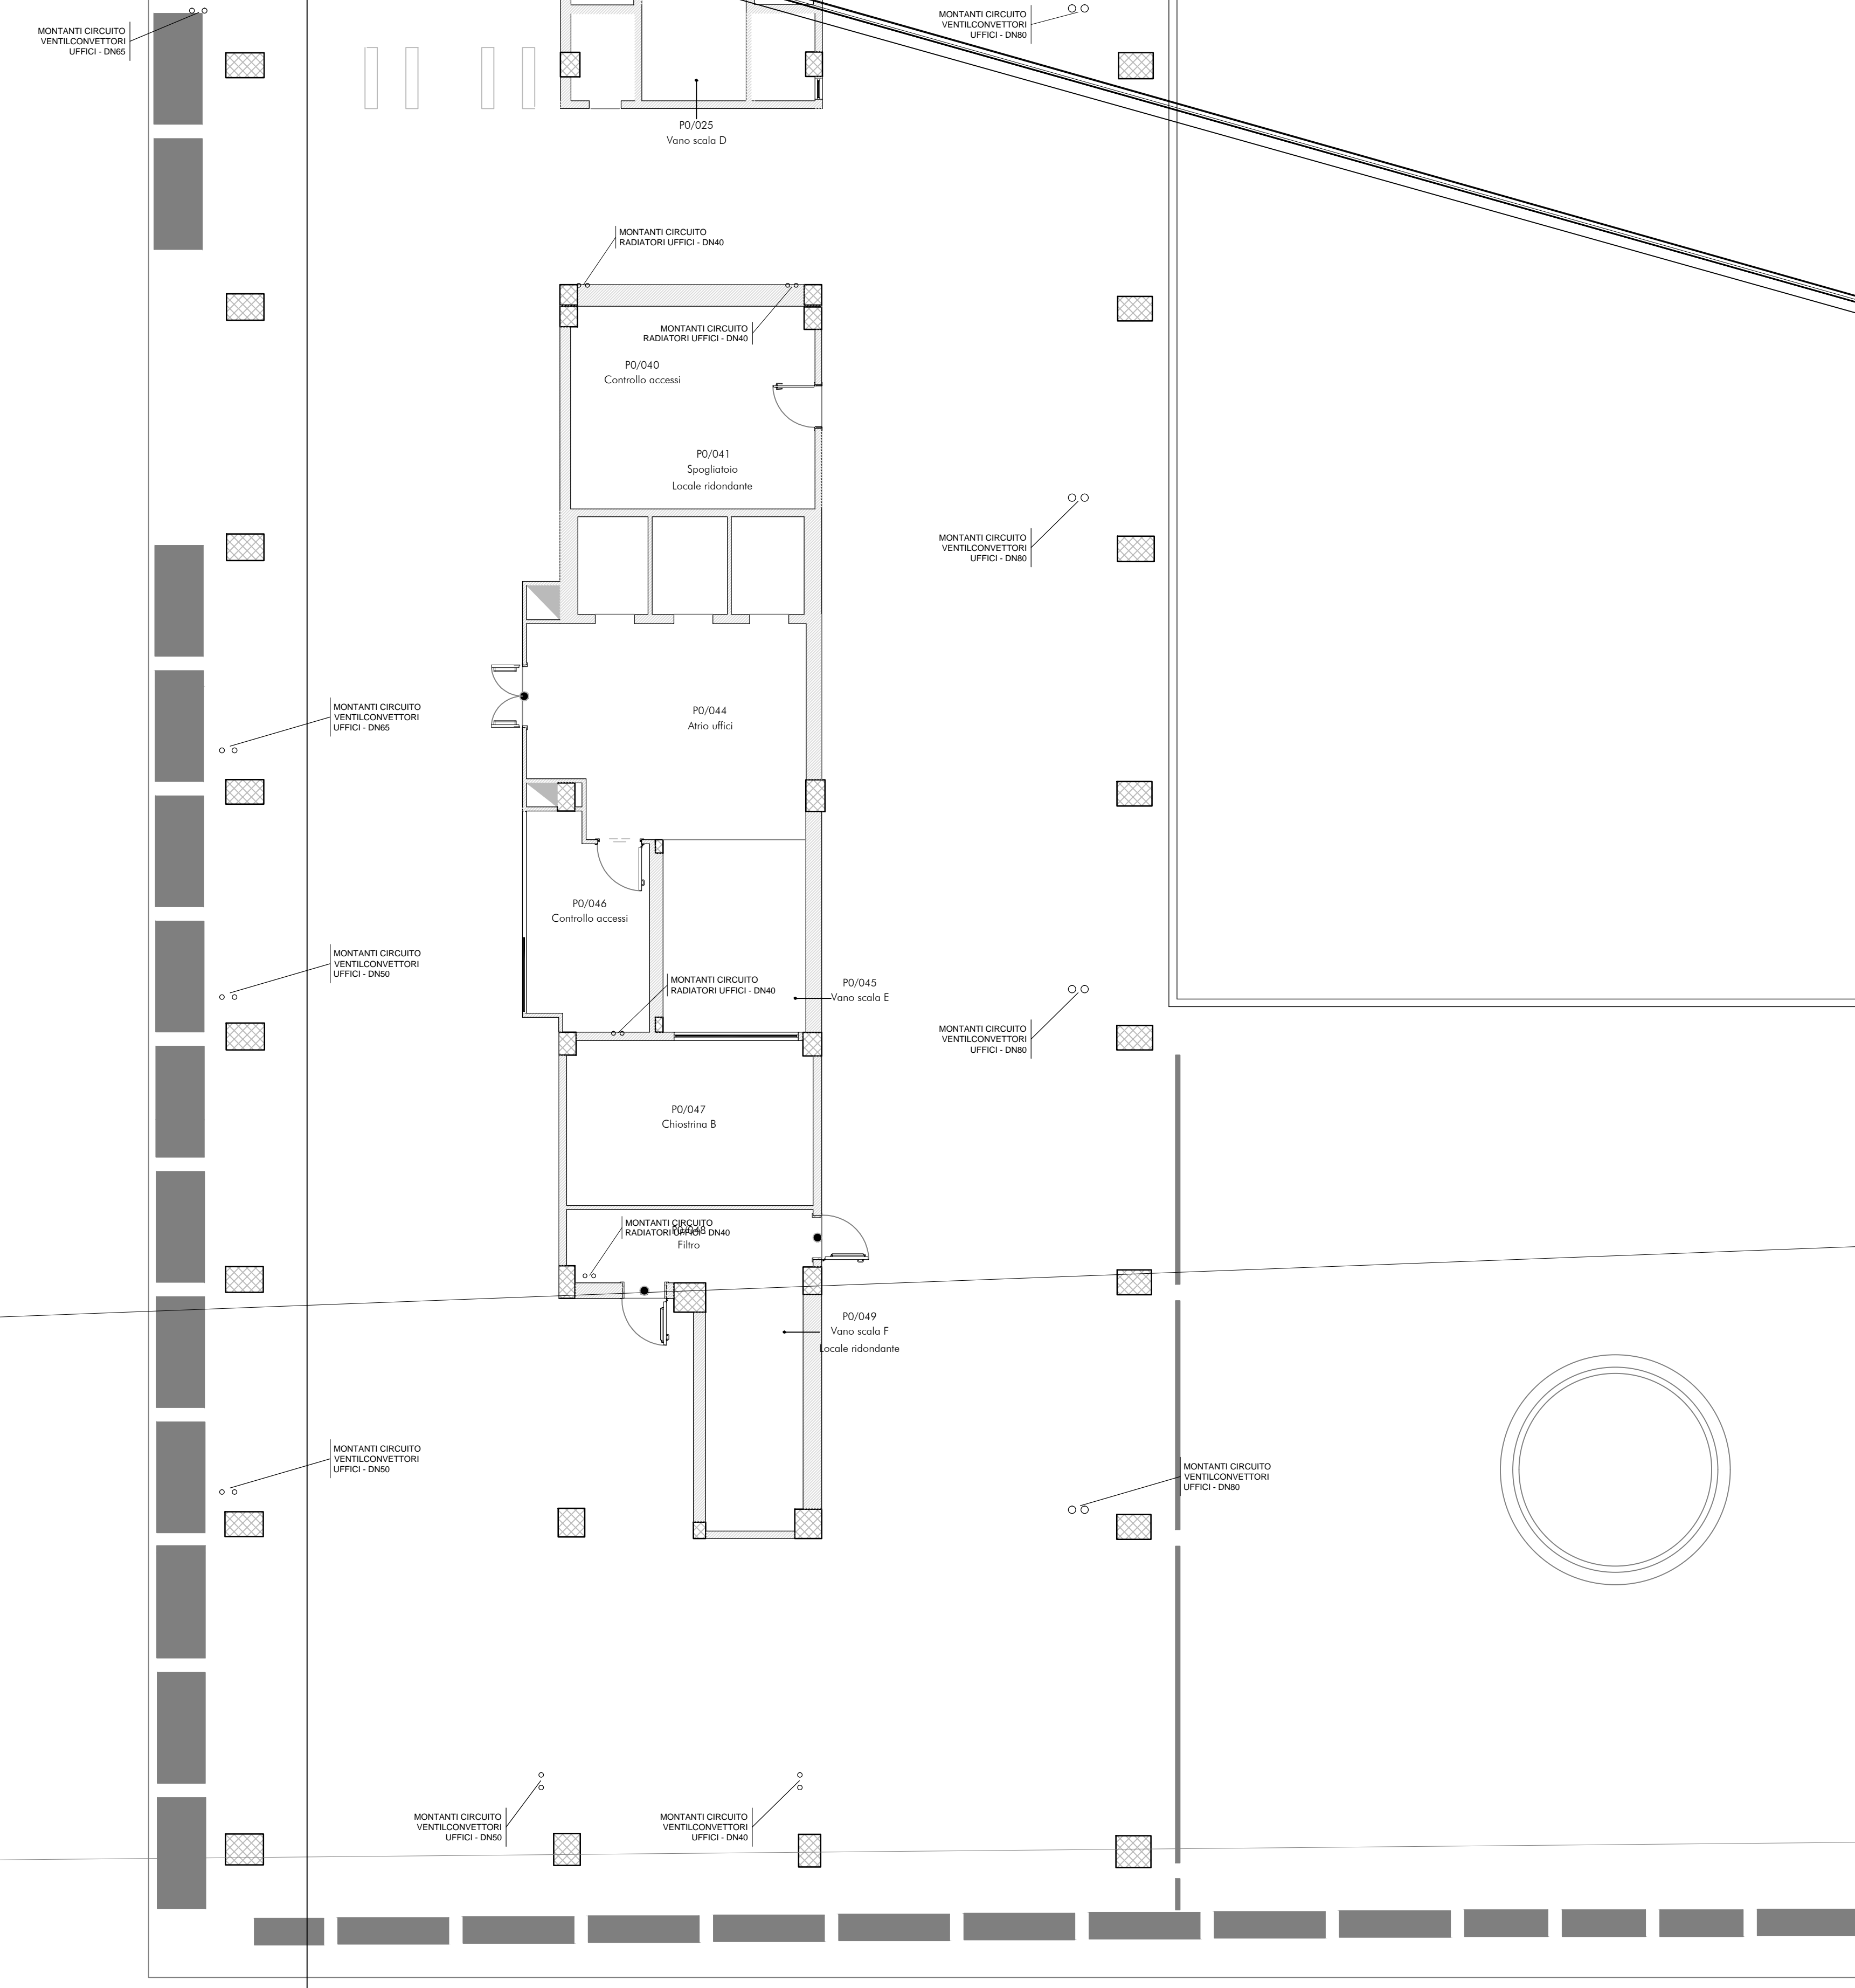 MONTANTI CIRCUITO
VENTILCONVETTORI
UFFICI - DN65
MONTANTI CIRCUITO
VENTILCONVETTORI
UFFICI - DN80
P0/025
Vano scala D
MONTANTI CIRCUITO
RADIATORI UFFICI - DN40
MONTANTI CIRCUITO
RADIATORI UFFICI - DN40
P0/040
Controllo accessi
P0/041
Spogliatoio
Locale ridondante
MONTANTI CIRCUITO
VENTILCONVETTORI
UFFICI - DN80
MONTANTI CIRCUITO
VENTILCONVETTORI
UFFICI - DN65
P0/044
Atrio uffici
P0/046
Controllo accessi
MONTANTI CIRCUITO
VENTILCONVETTORI
UFFICI - DN50
MONTANTI CIRCUITO
RADIATORI UFFICI - DN40
P0/045
Vano scala E
MONTANTI CIRCUITO
VENTILCONVETTORI
UFFICI - DN80
P0/047
Chiostrina B
MONTANTI CIRCUITO
RADIATORI UFFICI - DN40
P0/048
Filtro
P0/049
Vano scala F
Locale ridondante
MONTANTI CIRCUITO
VENTILCONVETTORI
UFFICI - DN50
MONTANTI CIRCUITO
VENTILCONVETTORI
UFFICI - DN80
MONTANTI CIRCUITO
VENTILCONVETTORI
UFFICI - DN50
MONTANTI CIRCUITO
VENTILCONVETTORI
UFFICI - DN40